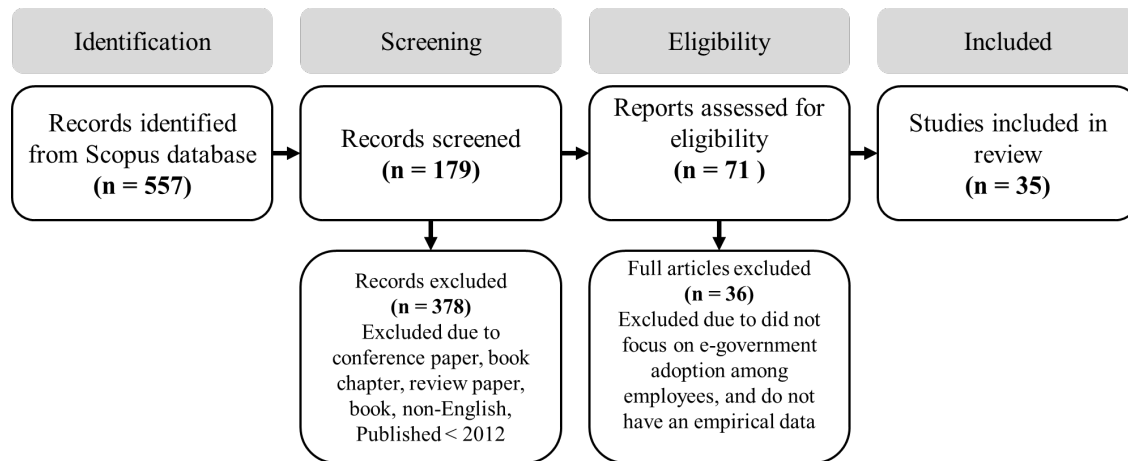 Identification
Screening
Eligibility
Included
Records identified
from Scopus database
(n = 557)
Records screened
(n = 179)
Reports assessed for
eligibility
(n = 71 )
Studies included in
review
(n = 35)
Records excluded
(n = 378)
Excluded due to
conference paper, book
chapter, review paper,
book, non-English,
Published < 2012
Full articles excluded
(n = 36)
Excluded due to did not
focus on e-government
adoption among
employees, and do not
have an empirical data